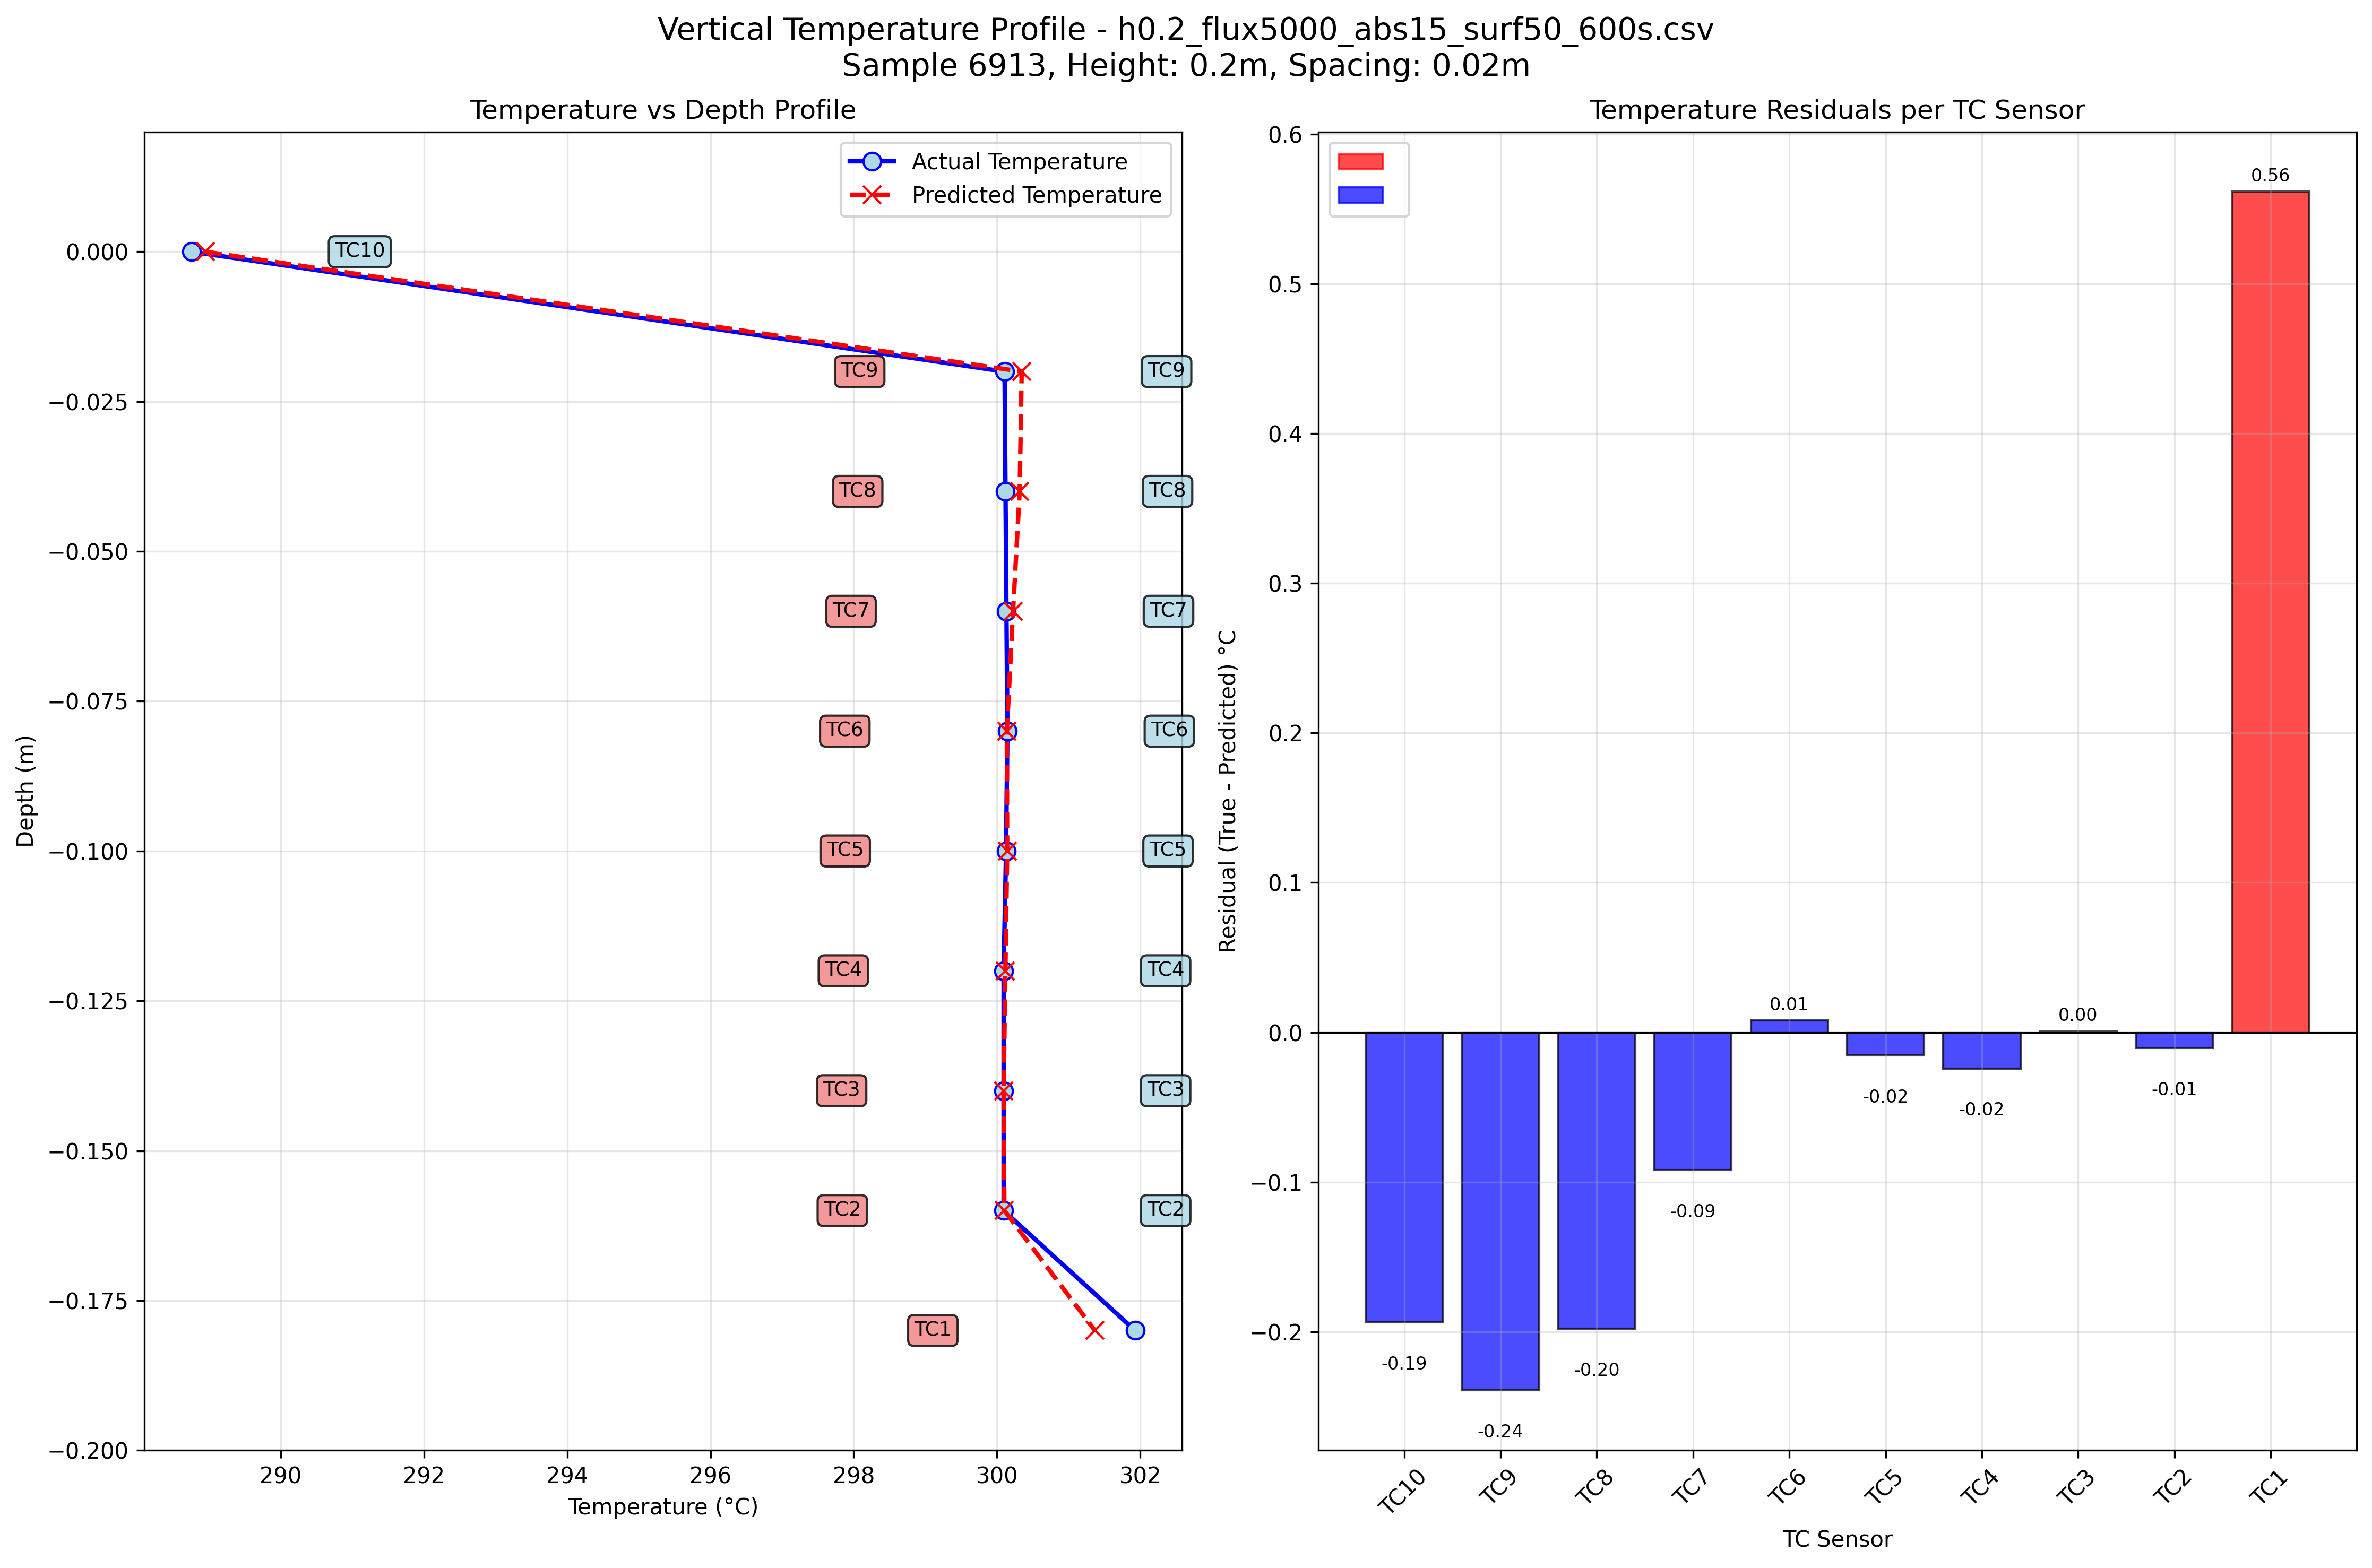 Vertical Temperature Profile - h0.2_flux5000_abs15_surf50_600s.csv
Sample 6913, Height: 0.2m, Spacing: 0.02m
Temperature vs Depth Profile
Actual Temperature
Predicted Temperature
TC10
TC9
TC9
TC8
TC8
TC7
TC7
TC6
TC6
TC5
TC5
TC4
TC4
TC3
TC3
TC2
TC2
TC1
0.000
−0.025
−0.050
−0.075
−0.100
−0.125
−0.150
−0.175
−0.200
Depth (m)
290 292 294 296 298 300 302
Temperature (°C)
Temperature Residuals per TC Sensor
0.6
0.5
0.4
0.3
0.2
0.1
0.0
−0.1
−0.2
Residual (True - Predicted) °C
-0.19
-0.24
-0.20
-0.09
0.01
-0.02
-0.02
0.00
-0.01
0.56
TC10 TC9 TC8 TC7 TC6 TC5 TC4 TC3 TC2 TC1
TC Sensor